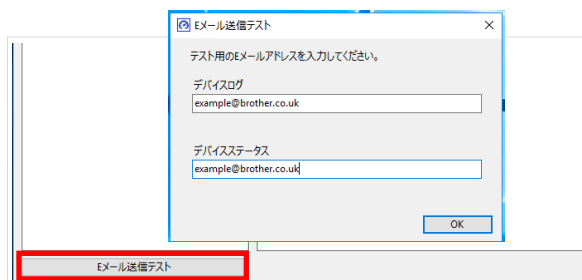 Eメール送信テスト
テスト用のEメールアドレスを入力してください。
デバイスログ
example@brother.co.uk
デバイスステータス
example@brother.co.uk
OK
Eメール送信テスト